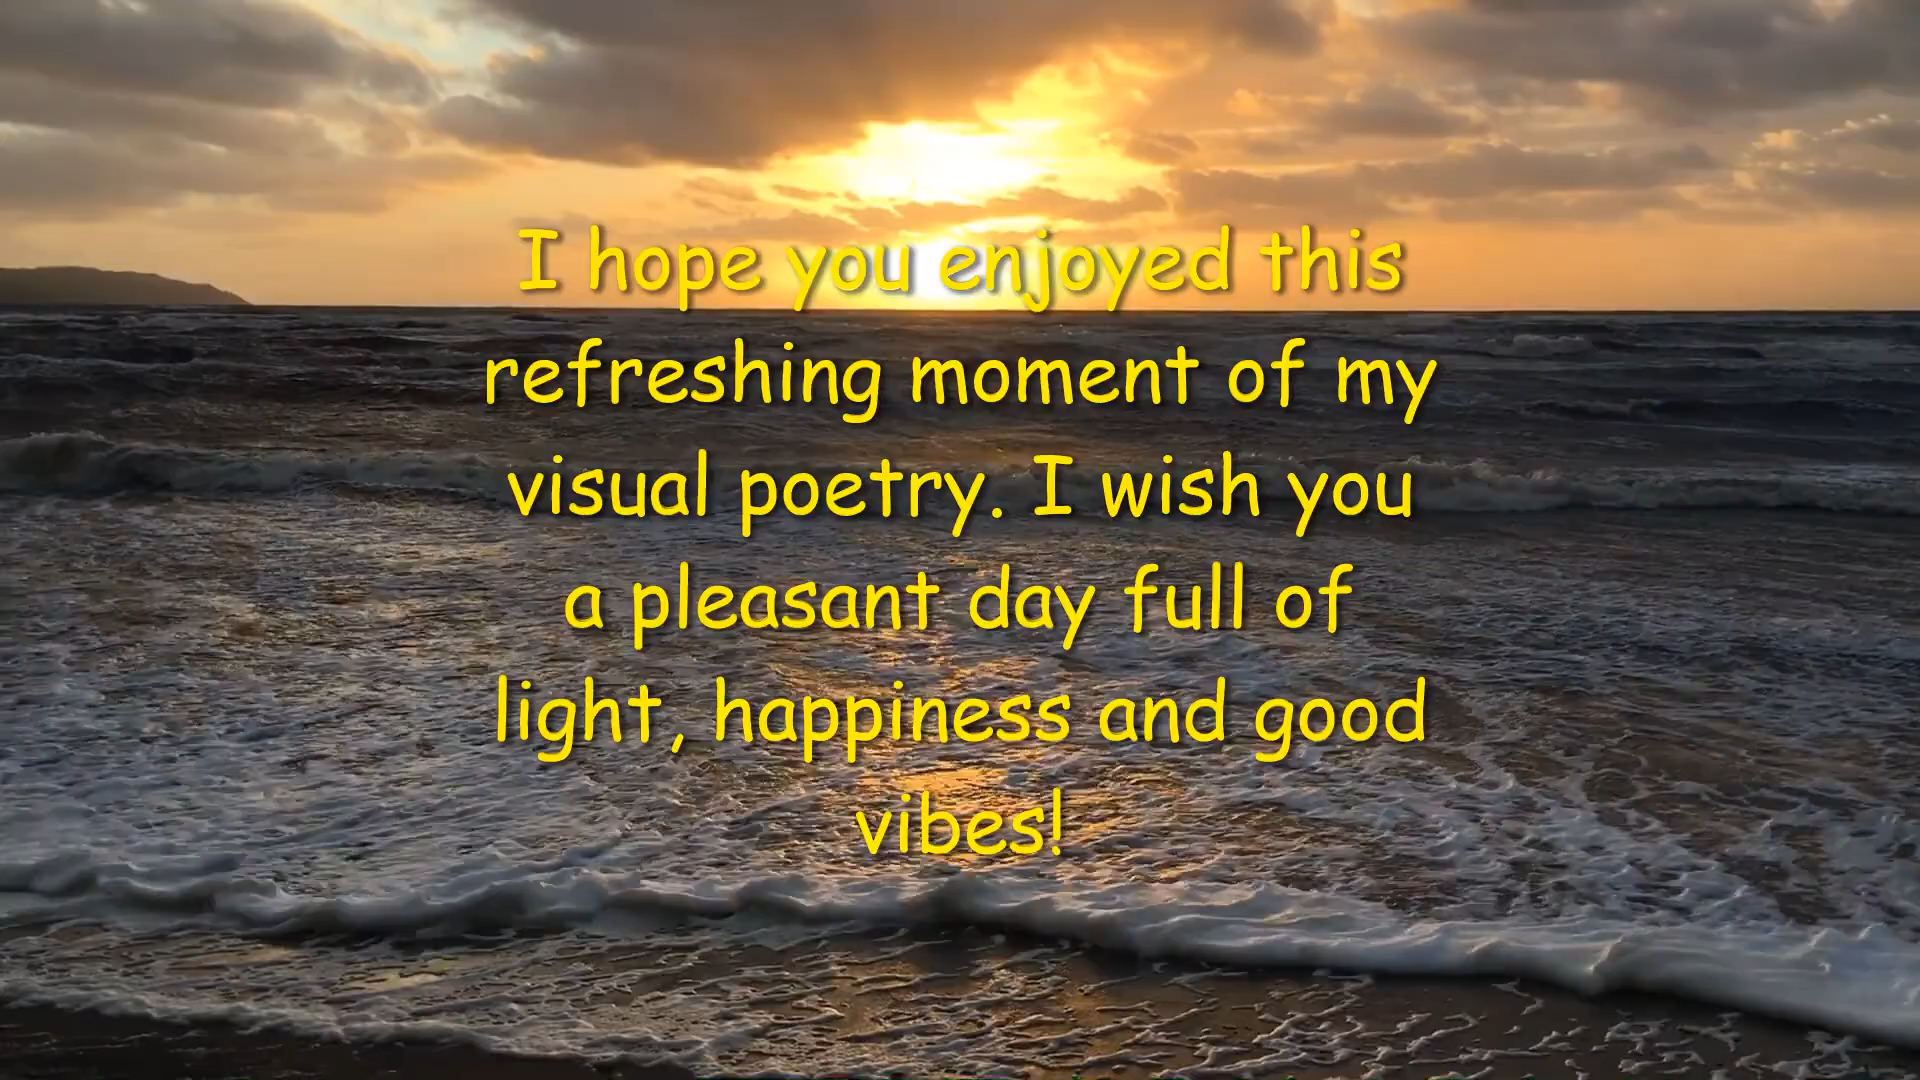 I hope you enjoyed this
refreshing moment of my
visual poetry. I wish you
a pleasant day full of
light, happiness and good
vibes!